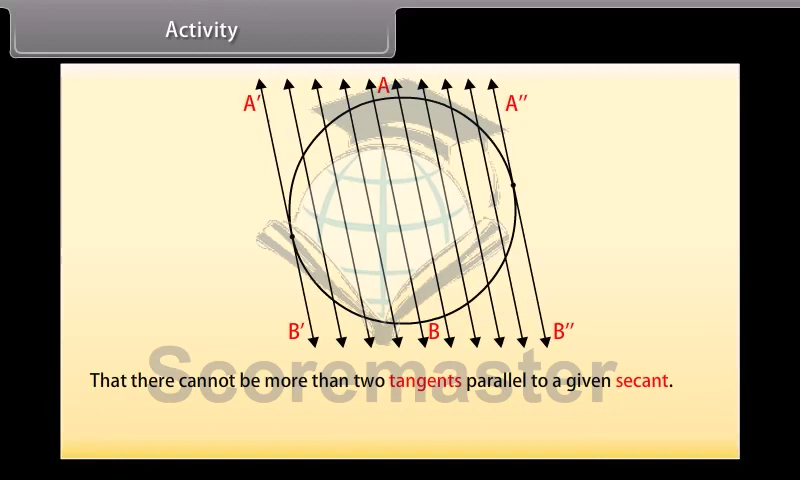 Activity
A’
A
A’’
B’
B
B’’
That there cannot be more than two tangents parallel to a given secant.
Scoremaster